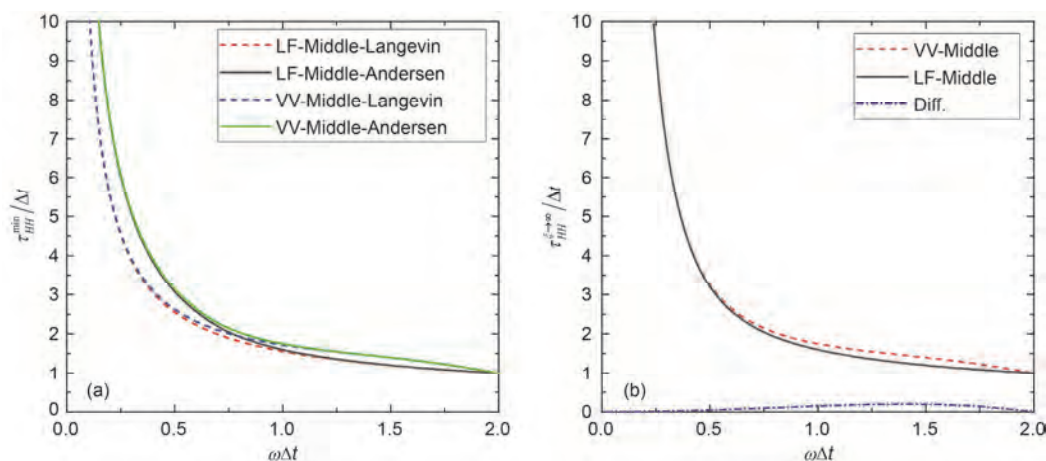 10
9
8
7
6
5
4
3
2
1
0
τ_HH^min/Δt
LF-Middle-Langevin
LF-Middle-Andersen
VV-Middle-Langevin
VV-Middle-Andersen
(a)
0.0 0.5 1.0 1.5 2.0
ωΔt
10
9
8
7
6
5
4
3
2
1
0
τ_HH^ξ→∞/Δt
VV-Middle
LF-Middle
Diff.
(b)
0.0 0.5 1.0 1.5 2.0
ωΔt